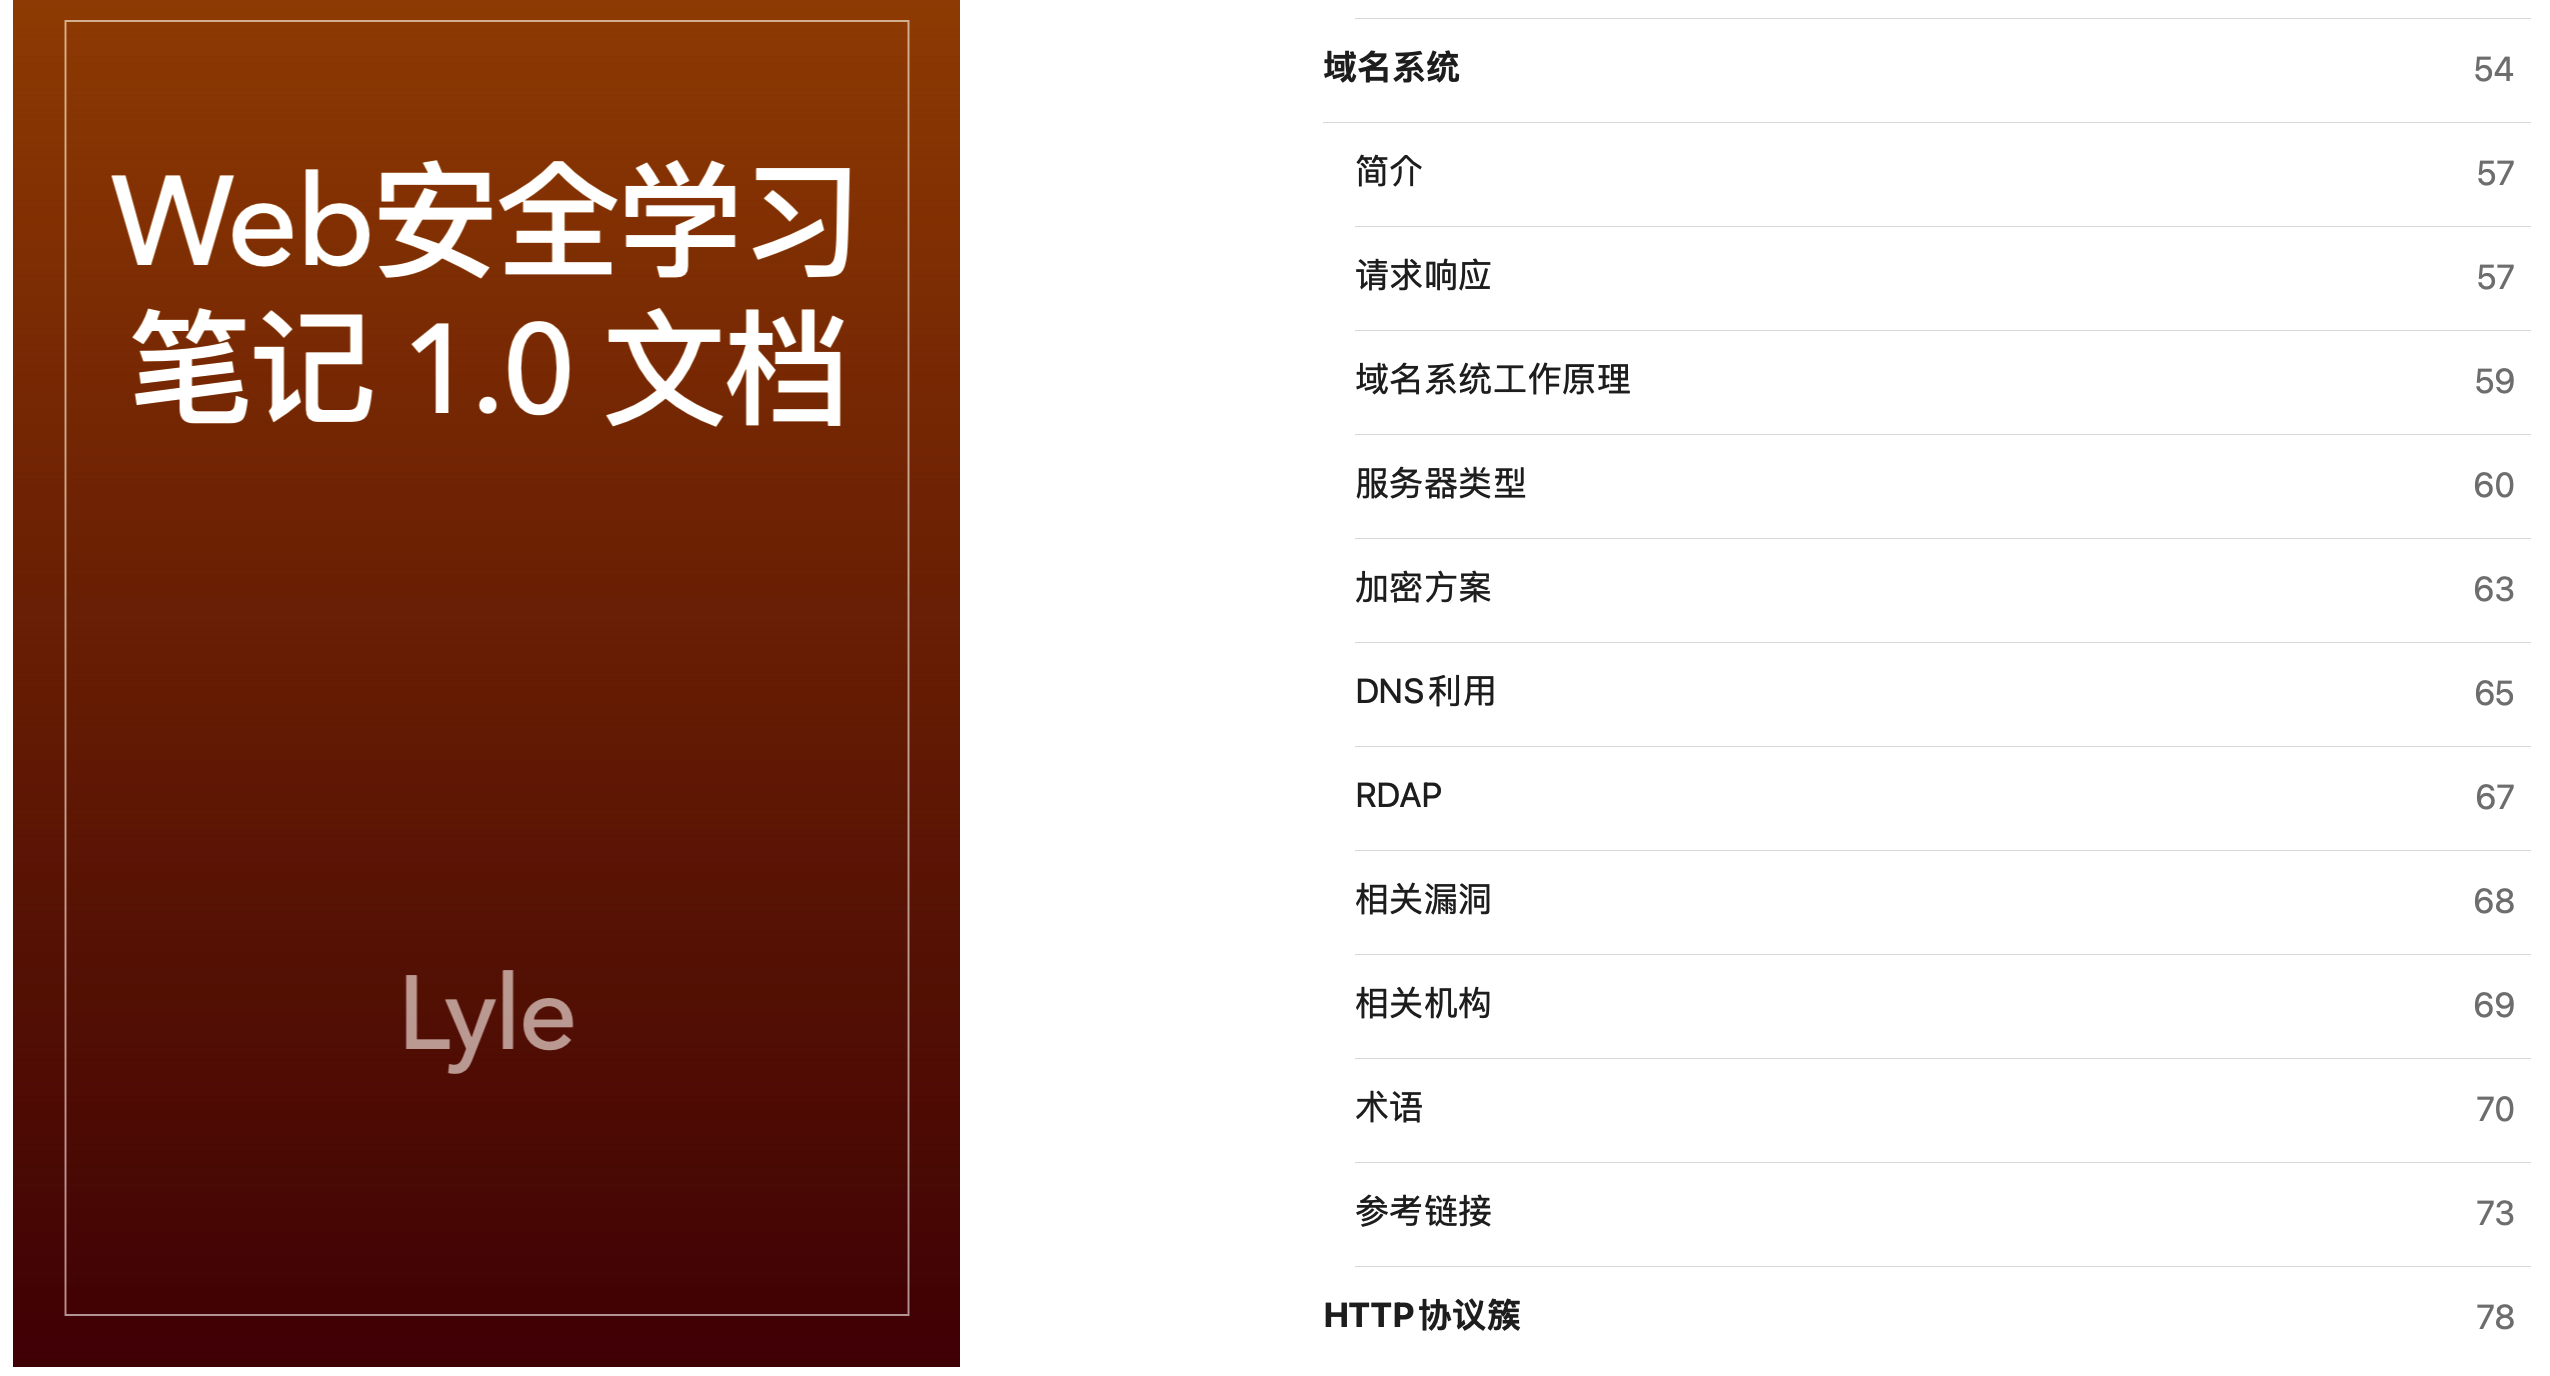 Web安全学习
笔记 1.0 文档
Lyle
域名系统 54
简介 57
请求响应 57
域名系统工作原理 59
服务器类型 60
加密方案 63
DNS利用 65
RDAP 67
相关漏洞 68
相关机构 69
术语 70
参考链接 73
HTTP协议簇 78